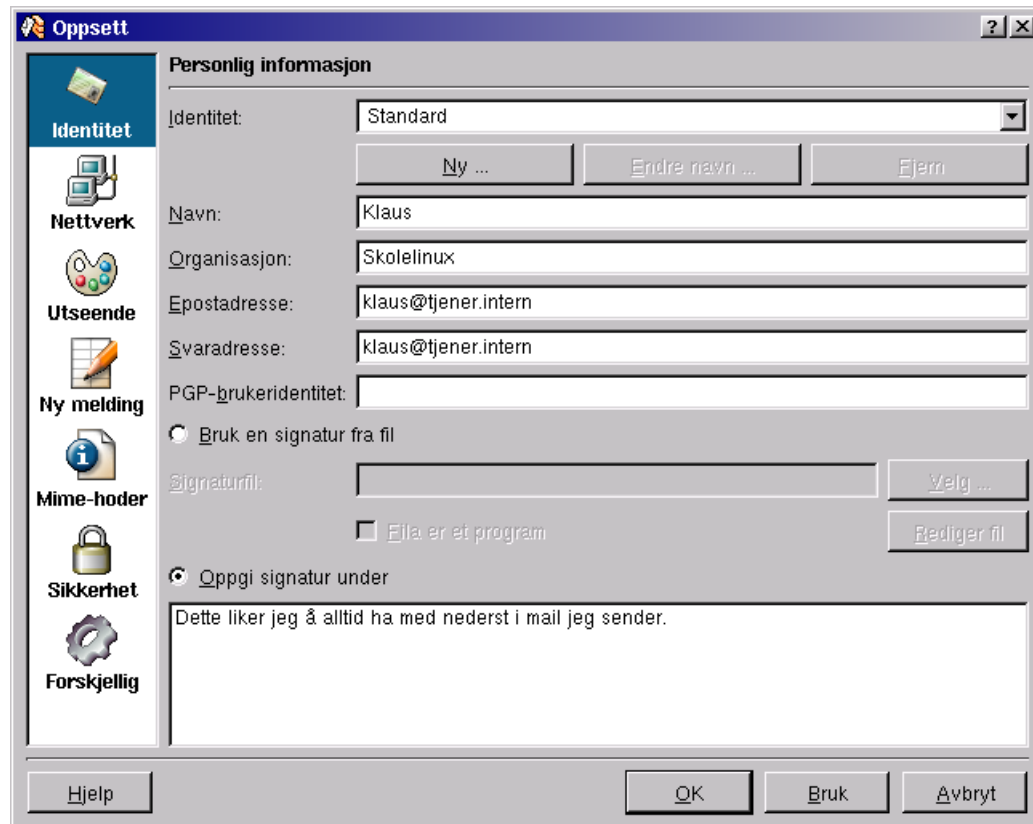 Oppsett
Identitet
Nettverk
Utseende
Ny melding
Mime-hoder
Sikkerhet
Forskjellig
Personlig informasjon
Identitet: Standard
Ny ... Endre navn ... Fjern
Navn: Klaus
Organisasjon: Skolelinux
Epostadresse: klaus@tjener.intern
Svaradresse: klaus@tjener.intern
PGP-brukeridentitet:
Bruk en signatur fra fil
Signaturfil: Velg ...
Fila er et program Rediger fil
Oppgi signatur under
Dette liker jeg å alltid ha med nederst i mail jeg sender.
Hjelp OK Bruk Avbryt